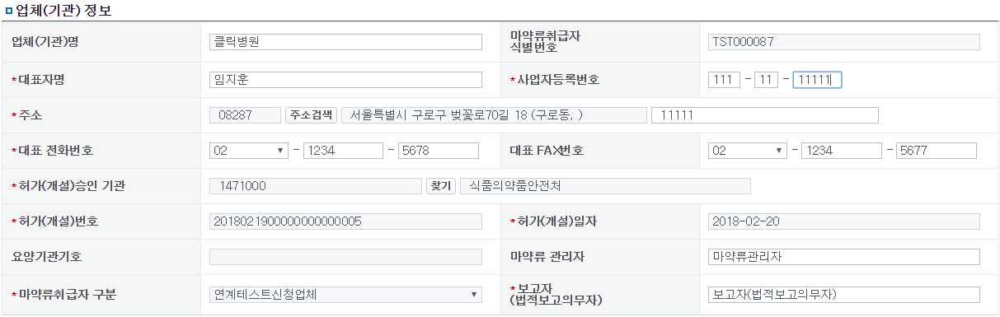 업체(기관) 정보
업체(기관)명 클릭병원 마약류취급자 식별번호 TST000087
*대표자명 임지훈 *사업자등록번호 111 - 11 - 11111
*주소 08287 주소검색 서울특별시 구로구 벚꽃로70길 18 (구로동, ) 11111
*대표 전화번호 02 - 1234 - 5678 대표 FAX번호 02 - 1234 - 5677
*허가(개설)승인 기관 1471000 찾기 식품의약품안전처
*허가(개설)번호 2018021900000000000005 *허가(개설)일자 2018-02-20
요양기관기호 마약류 관리자 마약류관리자
*마약류취급자 구분 연계테스트신청업체 *보고자 (법적보고의무자) 보고자(법적보고의무자)